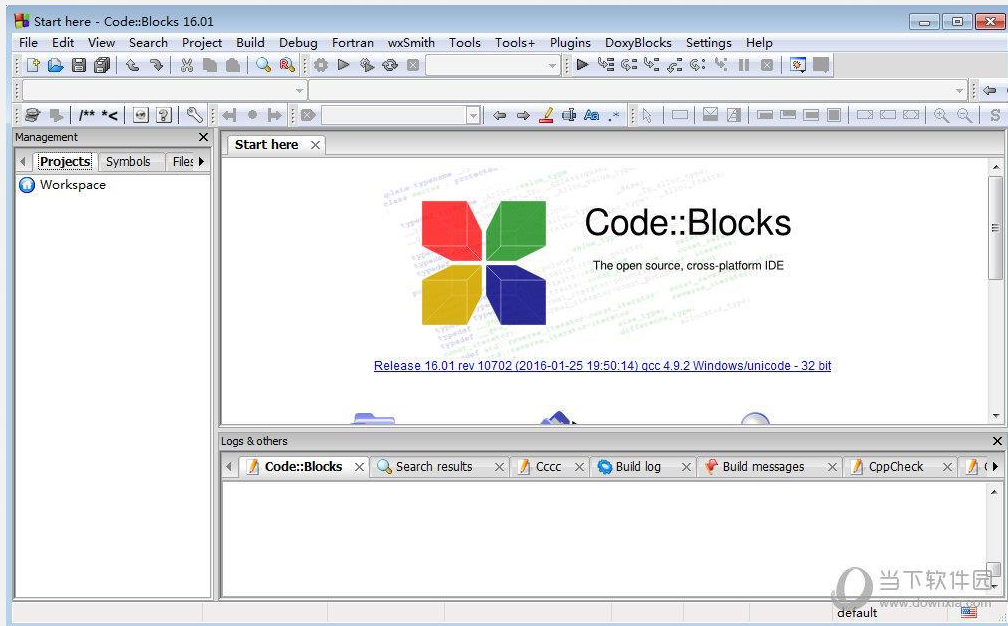 Start here - Code::Blocks 16.01
File Edit View Search Project Build Debug Fortran wxSmith Tools Tools+ Plugins DoxyBlocks Settings Help
/** *<
Aa .*
S
Management
Projects Symbols Files
Workspace
Start here
Code::Blocks
The open source, cross-platform IDE
Release 16.01 rev 10702 (2016-01-25 19:50:14) gcc 4.9.2 Windows/unicode - 32 bit
Logs & others
Code::Blocks Search results Cccc Build log Build messages CppCheck
当下软件园
www.downxia.com
default